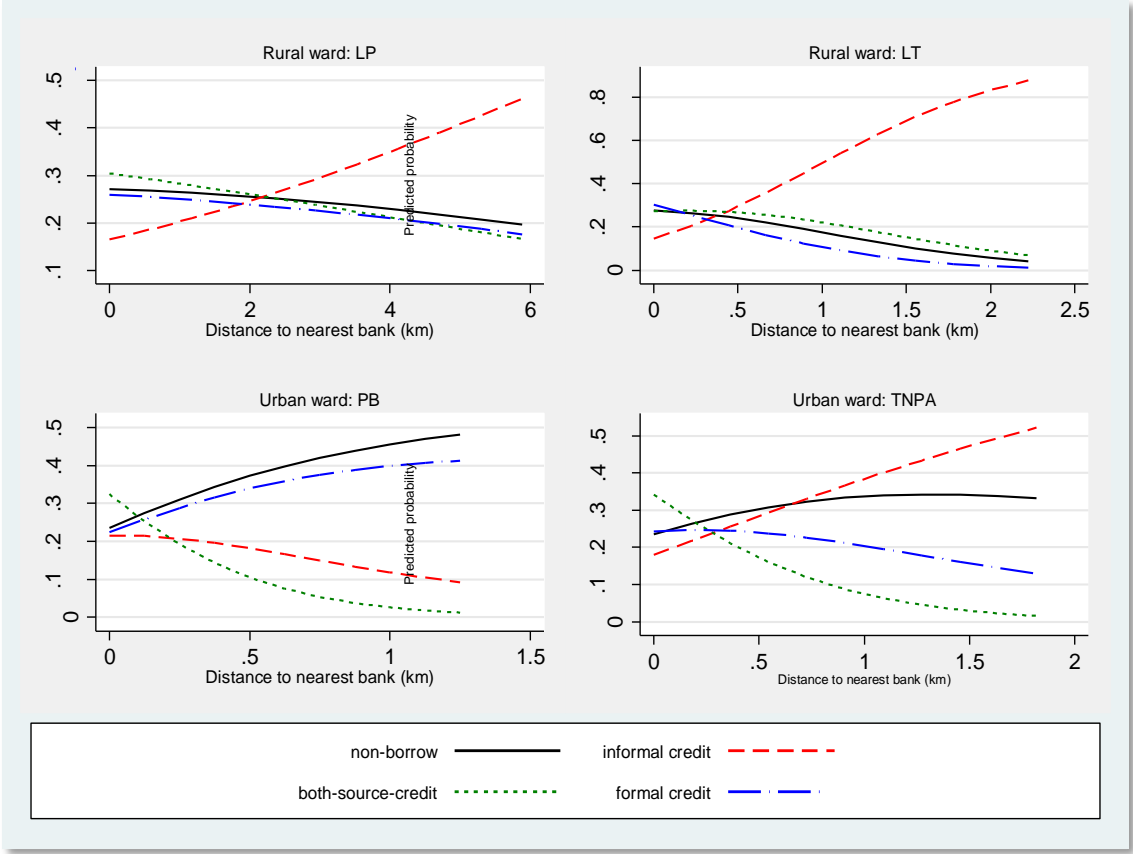 Rural ward: LP
.5
.4
.3
.2
.1
Predicted probability
0 2 4 6
Distance to nearest bank (km)
Rural ward: LT
.8
.6
.4
.2
0
0 .5 1 1.5 2 2.5
Distance to nearest bank (km)
Urban ward: PB
.5
.4
.3
.2
.1
0
Predicted probability
0 .5 1 1.5
Distance to nearest bank (km)
Urban ward: TNPA
.5
.4
.3
.2
.1
0
0 .5 1 1.5 2
Distance to nearest bank (km)
non-borrow informal credit
both-source-credit formal credit